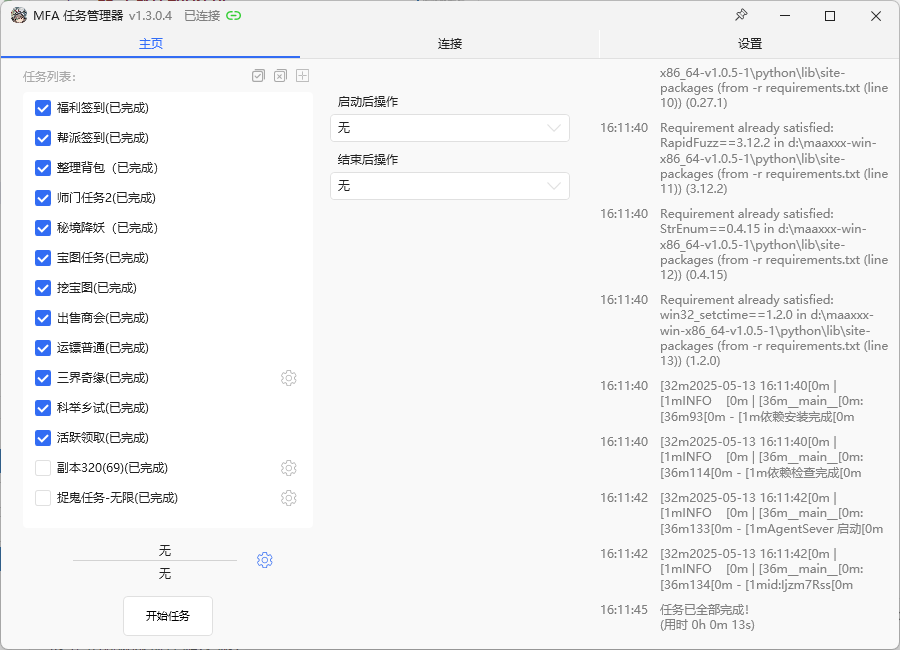 MFA 任务管理器 v1.3.0.4 已连接
主页
连接
设置
任务列表:
福利签到(已完成)
帮派签到(已完成)
整理背包（已完成）
师门任务2(已完成)
秘境降妖（已完成）
宝图任务(已完成)
挖宝图(已完成)
出售商会(已完成)
运镖普通(已完成)
三界奇缘(已完成)
科举乡试(已完成)
活跃领取(已完成)
副本320(69)(已完成)
捉鬼任务-无限(已完成)
无
无
开始任务
启动后操作
无
结束后操作
无
x86_64-v1.0.5-1\python\lib\site-
packages (from -r requirements.txt (line
10)) (0.27.1)
16:11:40 Requirement already satisfied:
RapidFuzz==3.12.2 in d:\maaxxx-win-
x86_64-v1.0.5-1\python\lib\site-
packages (from -r requirements.txt (line
11)) (3.12.2)
16:11:40 Requirement already satisfied:
StrEnum==0.4.15 in d:\maaxxx-win-
x86_64-v1.0.5-1\python\lib\site-
packages (from -r requirements.txt (line
12)) (0.4.15)
16:11:40 Requirement already satisfied:
win32_setctime==1.2.0 in d:\maaxxx-
win-x86_64-v1.0.5-1\python\lib\site-
packages (from -r requirements.txt (line
13)) (1.2.0)
16:11:40 [32m2025-05-13 16:11:40[0m |
[1mINFO [0m | [36m__main__[0m:
[36m93[0m - [1m依赖安装完成[0m
16:11:40 [32m2025-05-13 16:11:40[0m |
[1mINFO [0m | [36m__main__[0m:
[36m114[0m - [1m依赖检查完成[0m
16:11:42 [32m2025-05-13 16:11:42[0m |
[1mINFO [0m | [36m__main__[0m:
[36m133[0m - [1mAgentSever 启动[0m
16:11:42 [32m2025-05-13 16:11:42[0m |
[1mINFO [0m | [36m__main__[0m:
[36m134[0m - [1mid:ljzm7Rss[0m
16:11:45 任务已全部完成！
(用时 0h 0m 13s)